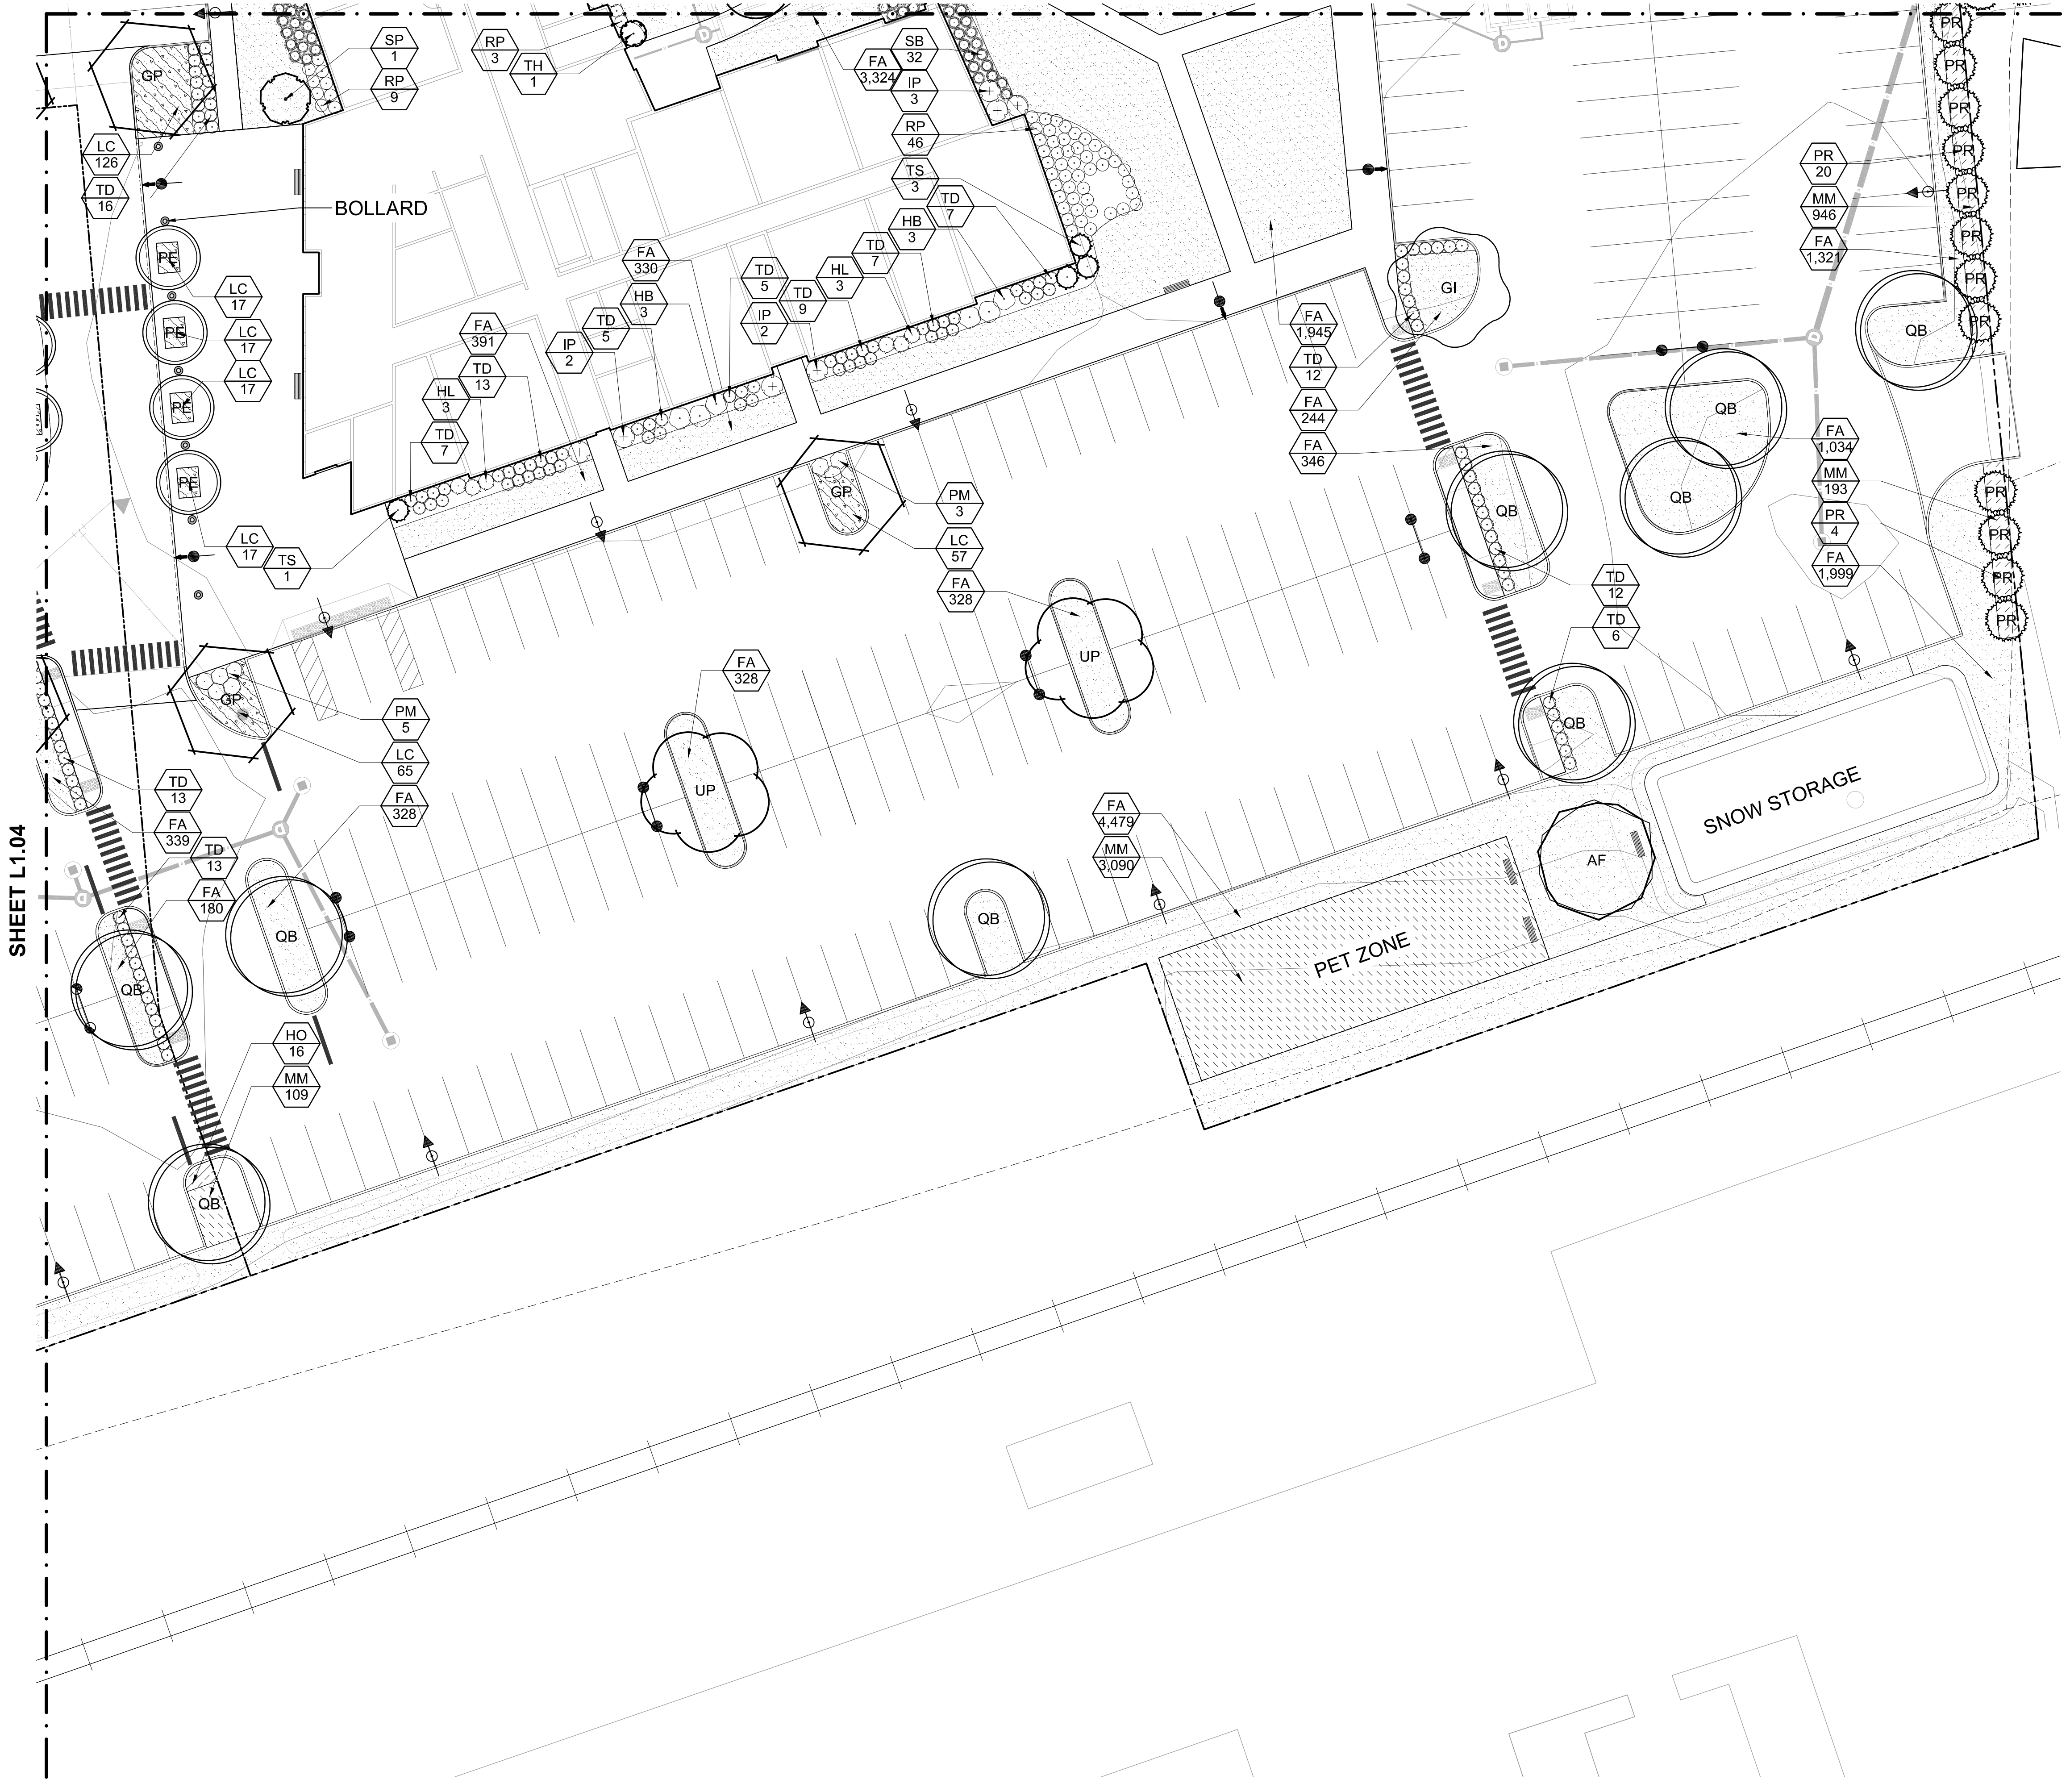 SP
1
RP
9
RP
3
TH
1
FA
3,324
SB
32
IP
3
RP
46
TS
3
TD
7
HB
3
TD
7
HL
3
TD
9
TD
5
IP
2
FA
330
HB
3
TD
5
IP
2
FA
391
TD
13
HL
3
TD
7
GP
LC
126
TD
16
BOLLARD
PE
PE
PE
PE
LC
17
LC
17
LC
17
LC
17
TS
1
PR
PR
PR
PR
PR
PR
PR
PR
PR
20
MM
946
FA
1,321
QB
GI
FA
1,945
TD
12
FA
244
FA
346
QB
QB
QB
FA
1,034
MM
193
PR
4
FA
1,999
PR
PR
PR
PR
GP
PM
3
LC
57
FA
328
UP
TD
12
TD
6
QB
GP
PM
5
LC
65
FA
328
FA
328
UP
TD
13
FA
339
TD
13
FA
180
D
D
D
D
D
QB
QB
QB
FA
4,479
MM
3,090
PET ZONE
AF
SNOW STORAGE
HO
16
MM
109
QB
SHEET L1.04